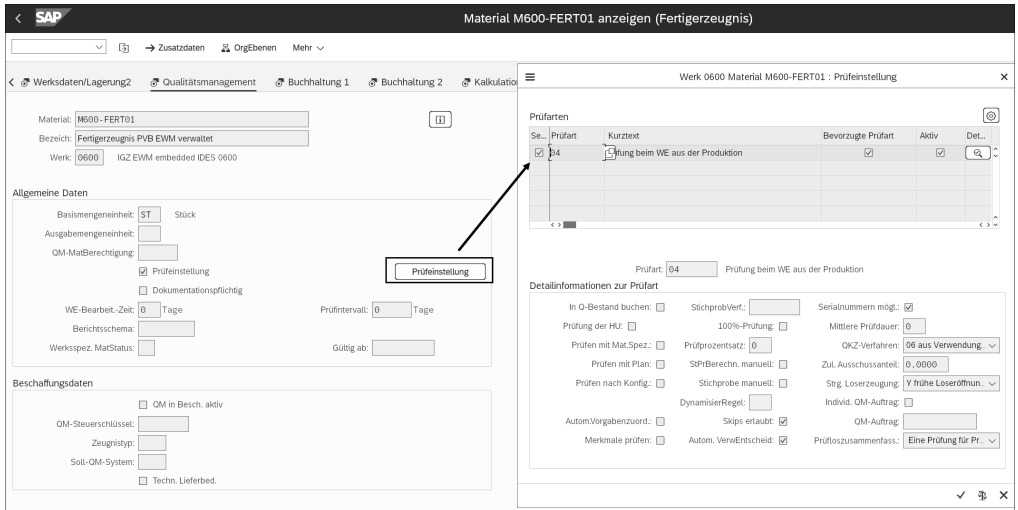 SAP
Material M600-FERT01 anzeigen (Fertigerzeugnis)
Zusatzdaten OrgEbenen Mehr
Werksdaten/Lagerung2 Qualitätsmanagement Buchhaltung 1 Buchhaltung 2 Kalkulation
Material: M600-FERT01
Bezeich: Fertigerzeugnis PVB EWM verwaltet
Werk: 0600 IGZ EWM embedded IDES 0600
Allgemeine Daten
Basismengeneinheit: ST Stück
Ausgabemengeneinheit:
QM-MatBerechtigung:
Prüfeinstellung Prüfeinstellung
Dokumentationspflichtig
WE-Bearbeit.-Zeit: 0 Tage Prüfintervall: 0 Tage
Berichtsschema:
Werksspez. MatStatus: Gültig ab:
Beschaffungsdaten
QM in Besch. aktiv
QM-Steuerschlüssel:
Zeugnistyp:
Soll-QM-System:
Techn. Lieferbed.
Werk 0600 Material M600-FERT01 : Prüfeinstellung
Prüfarten
Se... Prüfart Kurztext Bevorzugte Prüfart Aktiv Det...
04 üfung beim WE aus der Produktion
Prüfart: 04 Prüfung beim WE aus der Produktion
Detailinformationen zur Prüfart
In Q-Bestand buchen: StichprobVerf.: Serialnummern mögl.:
Prüfung der HU: 100%-Prüfung: Mittlere Prüfdauer: 0
Prüfen mit Mat.Spez.: Prüfprozentsatz: 0 QKZ-Verfahren: 06 aus Verwendung..
Prüfen mit Plan: StPrBerechn. manuell: Zul. Ausschussanteil: 0,0000
Prüfen nach Konfig.: Stichprobe manuell: Strg. Loserzeugung: Y frühe Loseröffnun..
DynamisierRegel: Individ. QM-Auftrag:
Autom.Vorgabenzuord.: Skips erlaubt: QM-Auftrag:
Merkmale prüfen: Autom. VerwEntscheid: Prüfloszusammenfass.: Eine Prüfung für Pr..